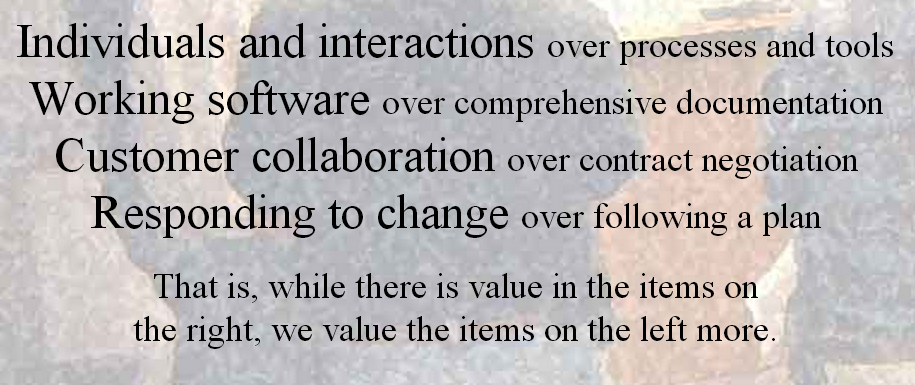 Individuals and interactions over processes and tools
Working software over comprehensive documentation
Customer collaboration over contract negotiation
Responding to change over following a plan
That is, while there is value in the items on
the right, we value the items on the left more.